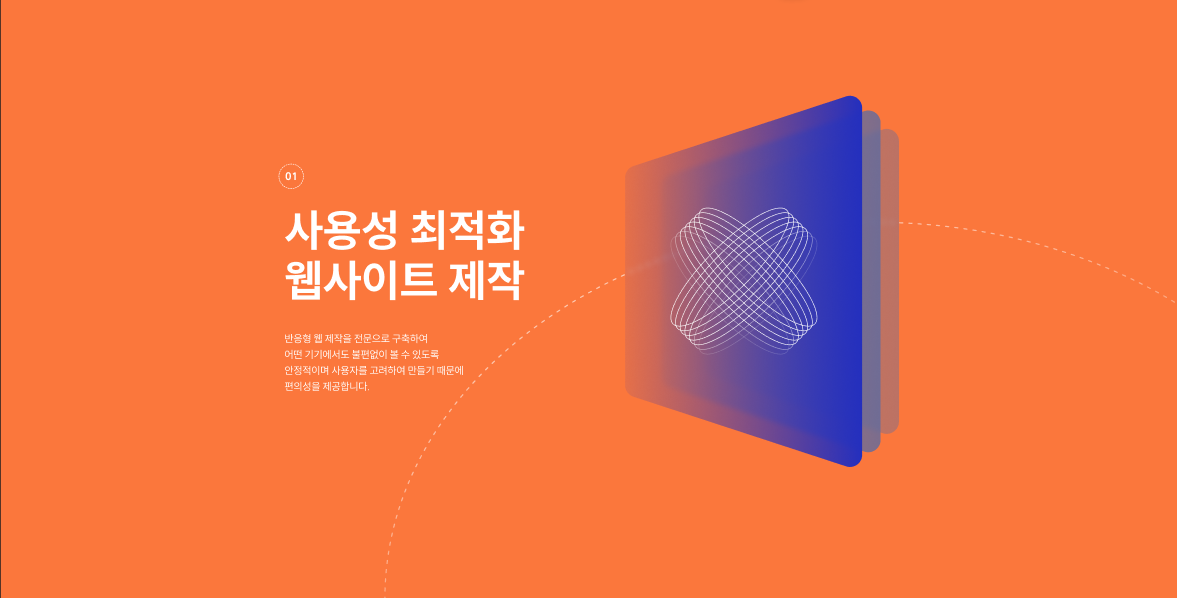 01
사용성 최적화
웹사이트 제작
반응형 웹 제작을 전문으로 구축하여
어떤 기기에서도 불편없이 볼 수 있도록
안정적이며 사용자를 고려하여 만들기 때문에
편의성을 제공합니다.